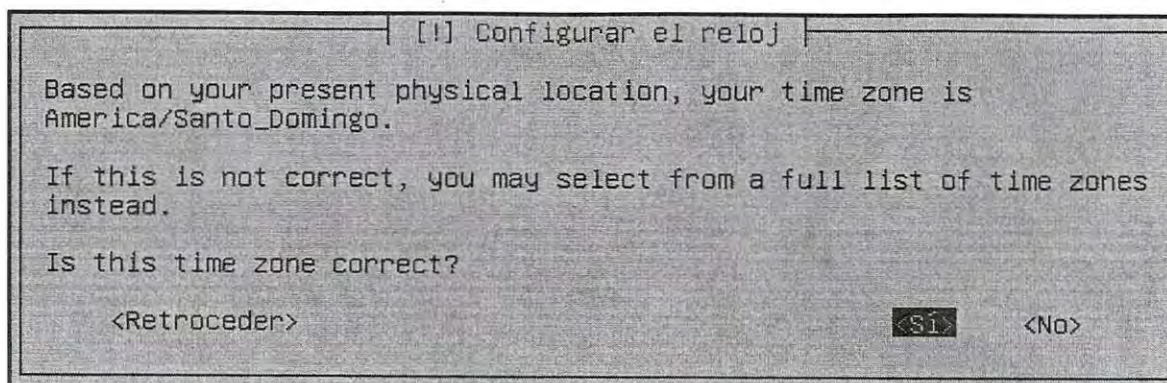 [!] Configurar el reloj
Based on your present physical location, your time zone is
America/Santo_Domingo.
If this is not correct, you may select from a full list of time zones
instead.
Is this time zone correct?
<Retroceder> <Sí> <No>